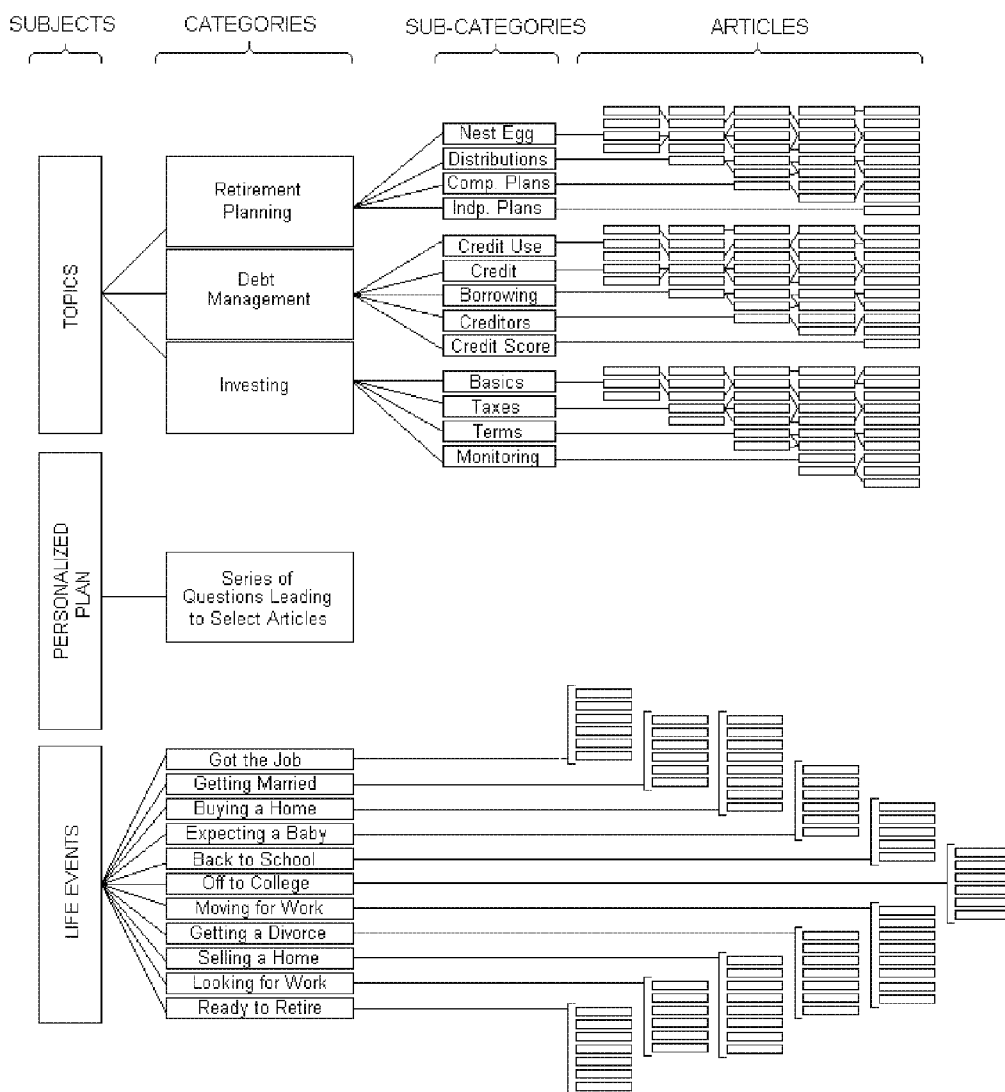 SUBJECTS
CATEGORIES
SUB-CATEGORIES
ARTICLES
TOPICS
Retirement
Planning
Nest Egg
Distributions
Comp. Plans
Indp. Plans
Debt
Management
Credit Use
Credit
Borrowing
Creditors
Credit Score
Investing
Basics
Taxes
Terms
Monitoring
PERSONALIZED
PLAN
Series of
Questions Leading
to Select Articles
LIFE EVENTS
Got the Job
Getting Married
Buying a Home
Expecting a Baby
Back to School
Off to College
Moving for Work
Getting a Divorce
Selling a Home
Looking for Work
Ready to Retire